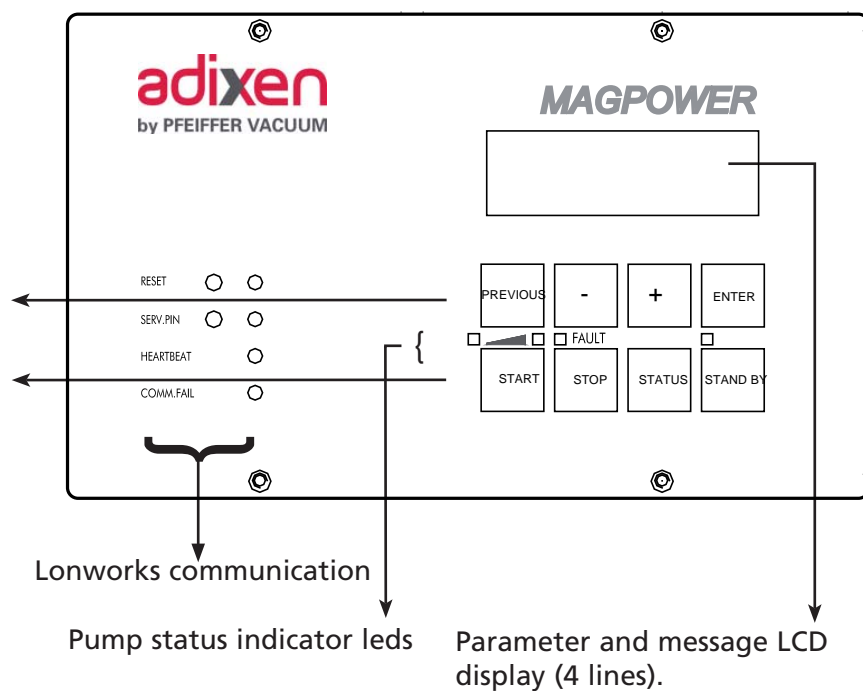 adixen
by PFEIFFER VACUUM
MAGPOWER
RESET
SERV.PIN
HEARTBEAT
COMM.FAIL
PREVIOUS
-
+
ENTER
FAULT
START
STOP
STATUS
STAND BY
Lonworks communication
Pump status indicator leds
Parameter and message LCD
display (4 lines).